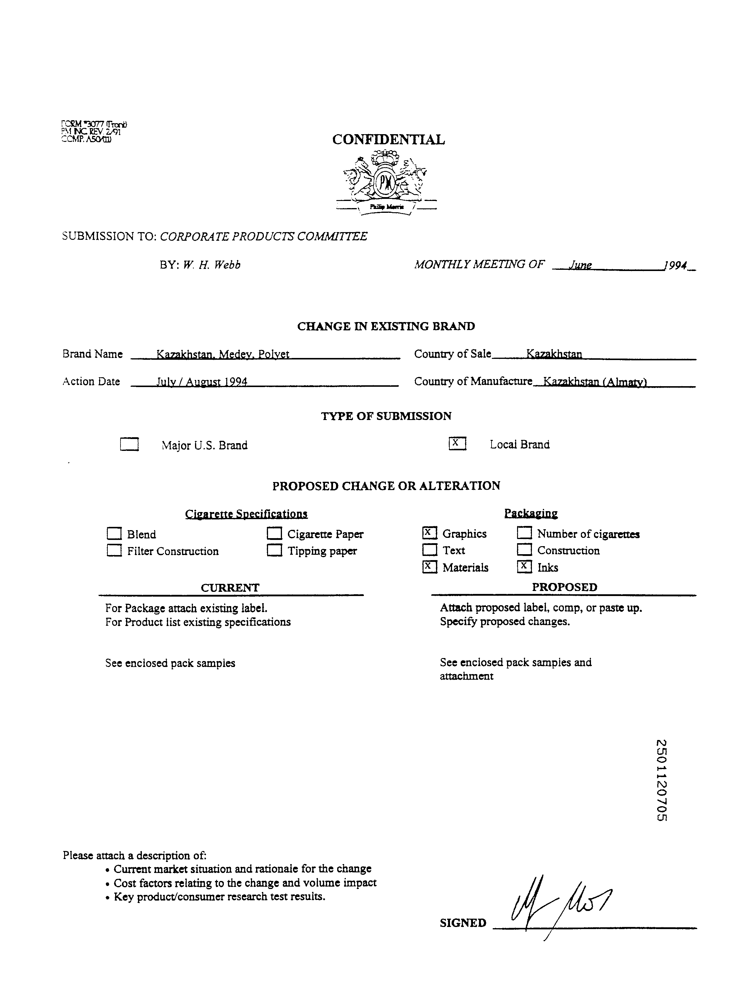 FORM *3077 (Front)
PM INC. REV. 2/91
CONFIDENTIAL
PM
Philip Morris
SUBMISSION TO: CORPORATE PRODUCTS COMMITTEE
BY: W. H. Webb
MONTHLY MEETING OF June 1994
CHANGE IN EXISTING BRAND
Brand Name Kazakhstan, Medey, Polyet
Country of Sale Kazakhstan
Action Date July / August 1994
Country of Manufacture Kazakhstan (Almaty)
TYPE OF SUBMISSION
Major U.S. Brand
X Local Brand
PROPOSED CHANGE OR ALTERATION
Cigarette Specifications
Packaging
Blend
Cigarette Paper
X Graphics
Number of cigarettes
Filter Construction
Tipping paper
Text
Construction
X Materials
X Inks
CURRENT
PROPOSED
For Package attach existing label.
For Product list existing specifications
Attach proposed label, comp, or paste up.
Specify proposed changes.
See enclosed pack samples
See enclosed pack samples and
attachment
2501120705
Please attach a description of:
• Current market situation and rationale for the change
• Cost factors relating to the change and volume impact
• Key product/consumer research test results.
SIGNED